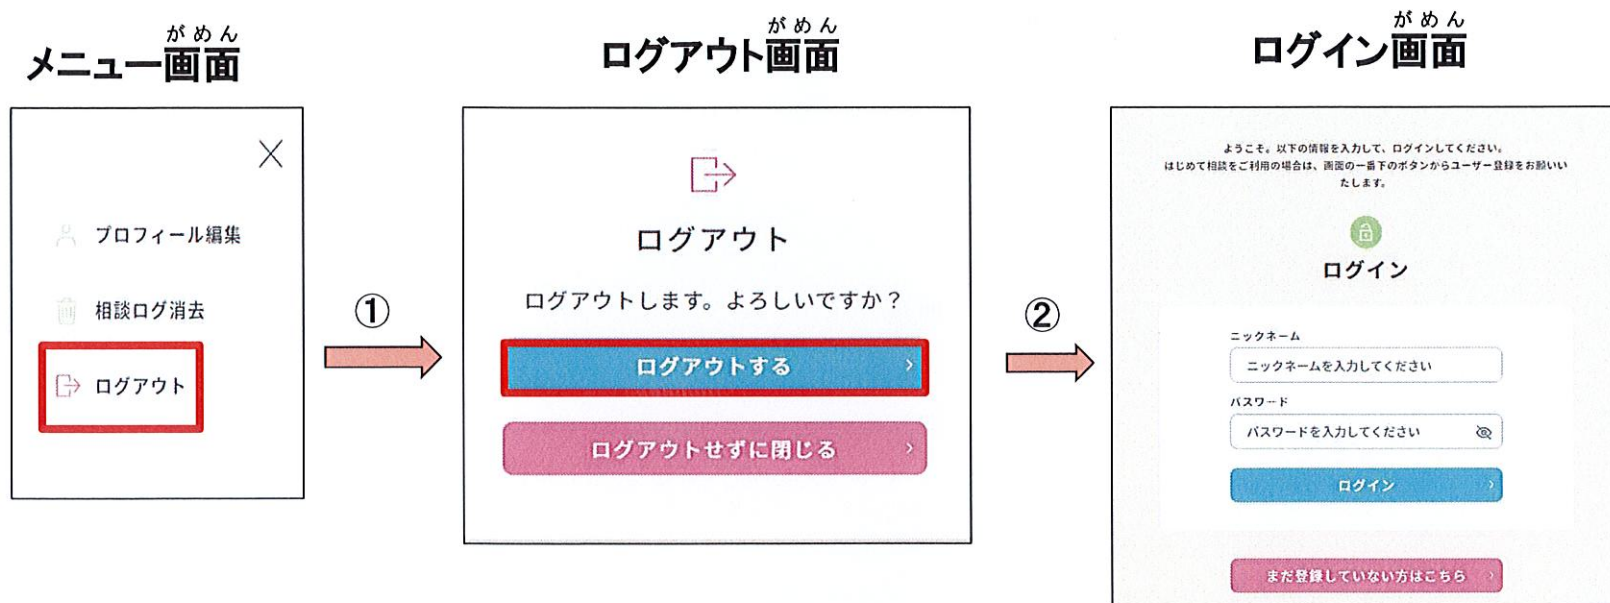 がめん
メニュー画面
プロフィール編集
相談ログ消去
ログアウト
①
がめん
ログアウト画面
ログアウト
ログアウトします。よろしいですか？
ログアウトする
ログアウトせずに閉じる
②
がめん
ログイン画面
ようこそ。以下の情報を入力して、ログインしてください。
はじめて相談をご利用の場合は、画面の一番下のボタンからユーザー登録をお願いい
たします。
ログイン
ニックネーム
ニックネームを入力してください
パスワード
パスワードを入力してください
ログイン
まだ登録していない方はこちら